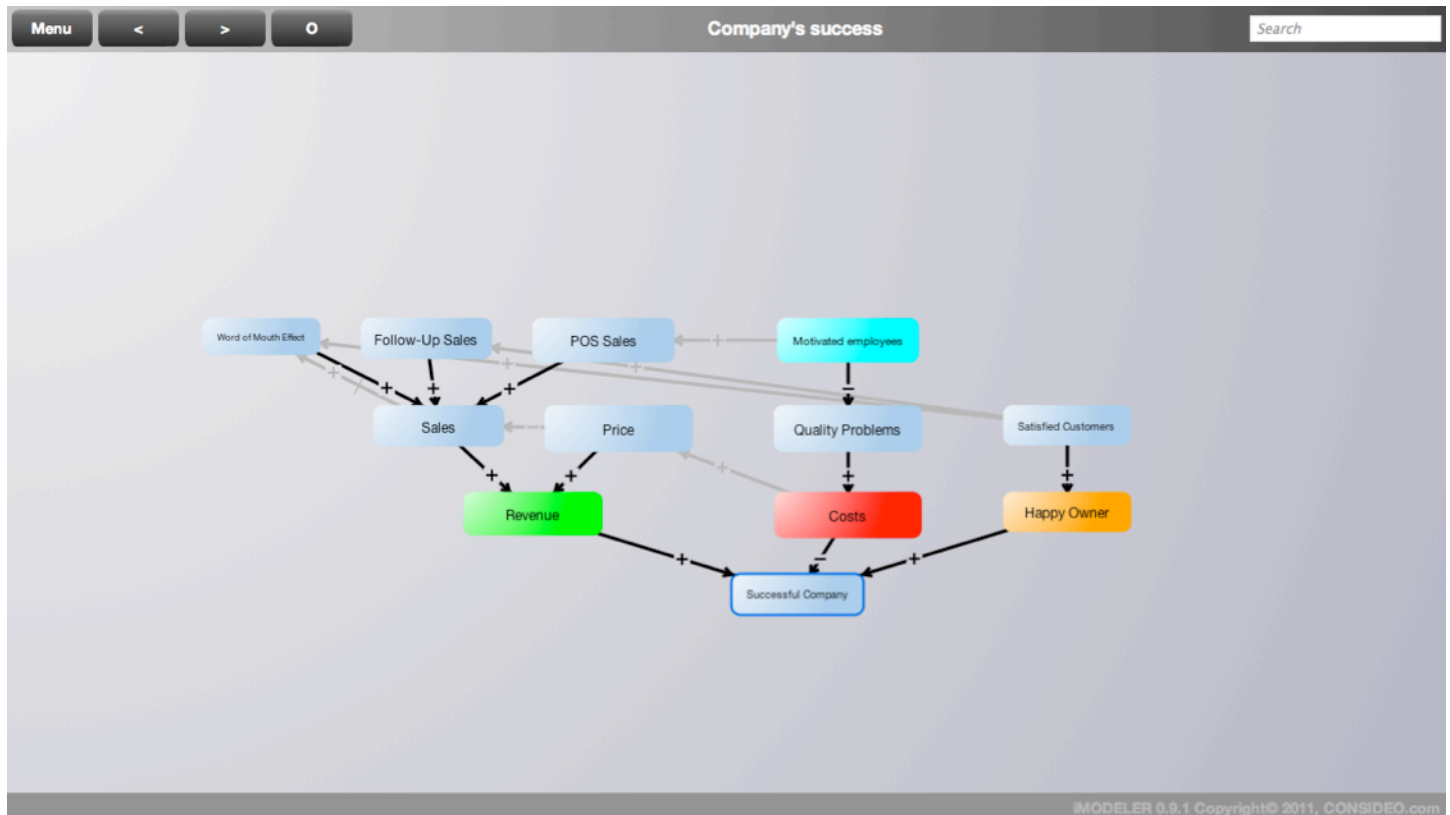 Menu
<
>
O
Company's success
Search
Word of Mouth Effect
Follow-Up Sales
POS Sales
+
Motivated employees
+
+
+
+
+
+
−
Sales
−
Price
Quality Problems
Satisfied Customers
+
+
+
+
+
Revenue
Costs
Happy Owner
+
−
+
Successful Company
iMODELER 0.9.1 Copyright© 2011, CONSIDEO.com